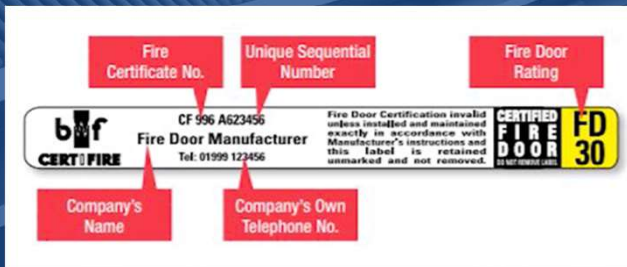 Fire
Certificate No.
Unique Sequential
Number
Fire Door
Rating
bwf
CERTIFIRE
CF 996 A623456
Fire Door Manufacturer
Tel: 01999 123456
Fire Door Certification invalid
unless installed and maintained
exactly in accordance with
Manufacturer's instructions and
this label is retained
unmarked and not removed.
CERTIFIED
FIRE
DOOR
DO NOT REMOVE LABEL
FD
30
Company's
Name
Company's Own
Telephone No.